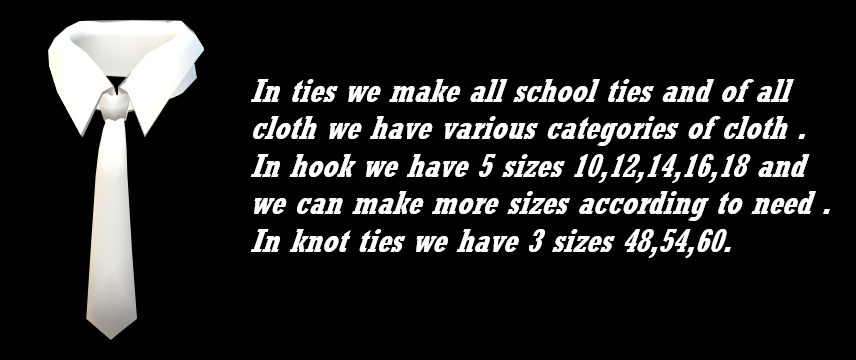 In ties we make all school ties and of all
cloth we have various categories of cloth .
In hook we have 5 sizes 10,12,14,16,18 and
we can make more sizes according to need .
In knot ties we have 3 sizes 48,54,60.